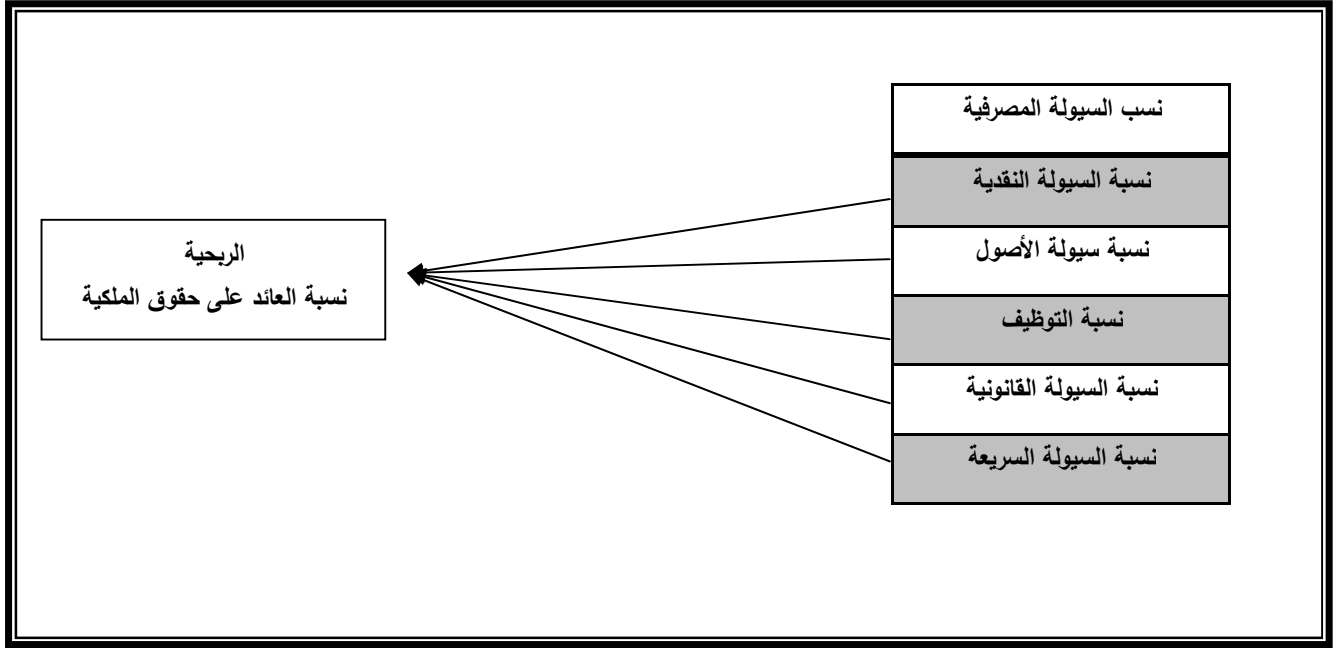 نسب السيولة المصرفية
نسبة السيولة النقدية
نسبة سيولة الأصول
نسبة التوظيف
نسبة السيولة القانونية
نسبة السيولة السريعة
الربحية
نسبة العائد على حقوق الملكية